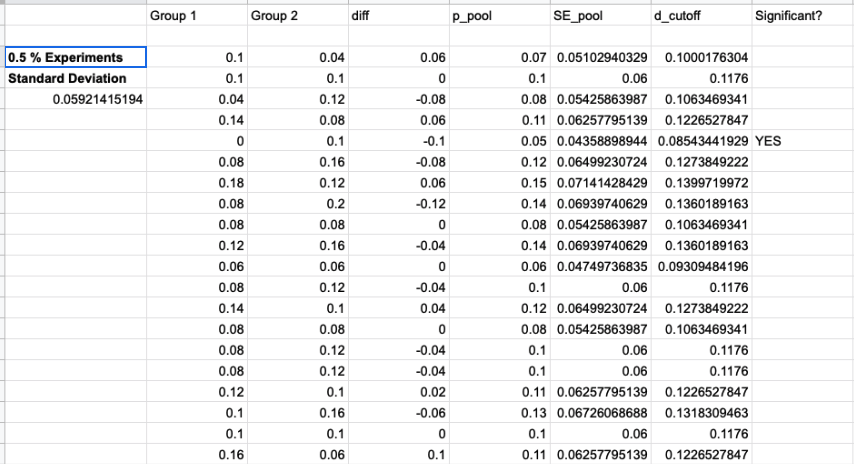 Group 1 Group 2 diff p_pool SE_pool d_cutoff Significant?
0.5 % Experiments 0.1 0.04 0.06 0.07 0.05102940329 0.1000176304
Standard Deviation 0.1 0.1 0 0.1 0.06 0.1176
0.05921415194 0.04 0.12 -0.08 0.08 0.05425863987 0.1063469341
0.14 0.08 0.06 0.11 0.06257795139 0.1226527847
0 0.1 -0.1 0.05 0.04358898944 0.08543441929 YES
0.08 0.16 -0.08 0.12 0.06499230724 0.1273849222
0.18 0.12 0.06 0.15 0.07141428429 0.1399719972
0.08 0.2 -0.12 0.14 0.06939740629 0.1360189163
0.08 0.08 0 0.08 0.05425863987 0.1063469341
0.12 0.16 -0.04 0.14 0.06939740629 0.1360189163
0.06 0.06 0 0.06 0.04749736835 0.09309484196
0.08 0.12 -0.04 0.1 0.06 0.1176
0.14 0.1 0.04 0.12 0.06499230724 0.1273849222
0.08 0.08 0 0.08 0.05425863987 0.1063469341
0.08 0.12 -0.04 0.1 0.06 0.1176
0.08 0.12 -0.04 0.1 0.06 0.1176
0.12 0.1 0.02 0.11 0.06257795139 0.1226527847
0.1 0.16 -0.06 0.13 0.06726068688 0.1318309463
0.1 0.1 0 0.1 0.06 0.1176
0.16 0.06 0.1 0.11 0.06257795139 0.1226527847